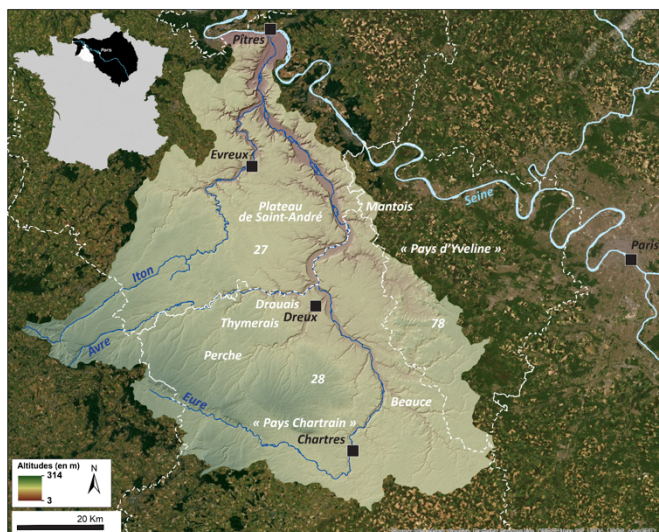 Paris
Pîtres
Evreux
Plateau
de Saint-André
Mantois
Seine
« Pays d'Yveline »
Paris
27
Iton
Avre
Drouais
Dreux
Thymerais
78
Perche
28
Eure
Beauce
« Pays Chartrain »
Chartres
Altitudes (en m)
314
3
N
20 Km